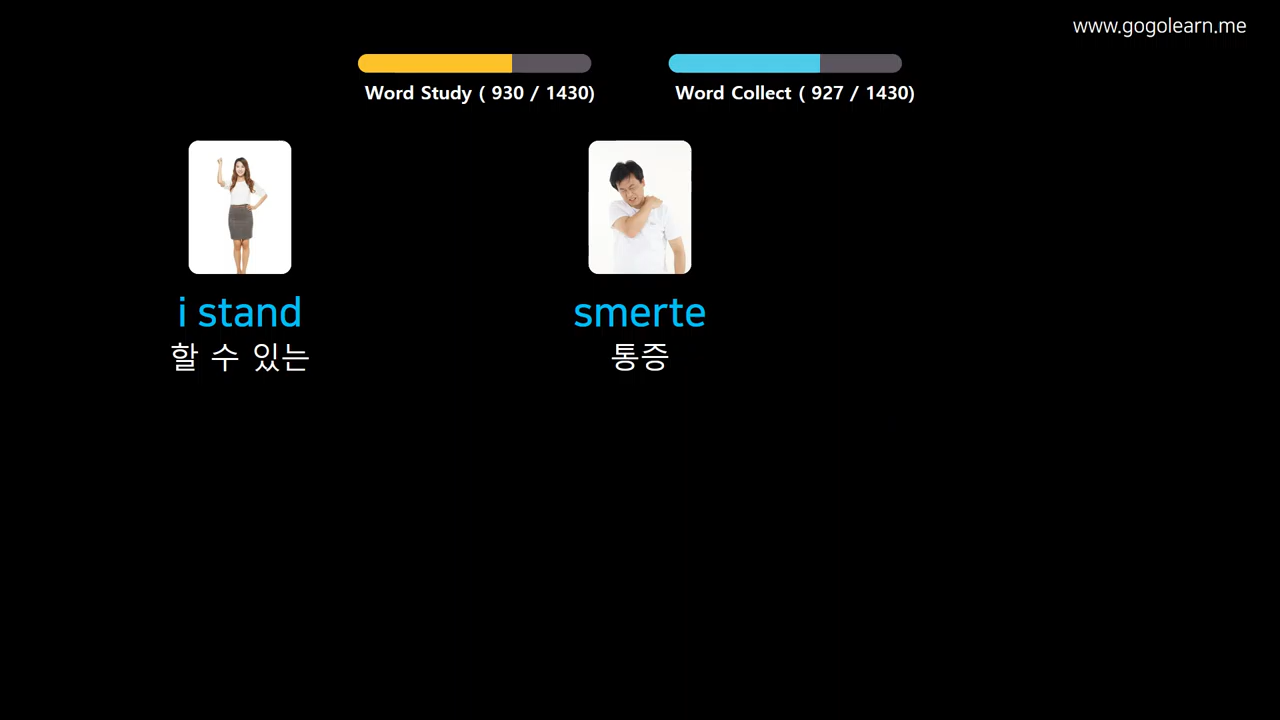 www.gogolearn.me
Word Study ( 930 / 1430)
Word Collect ( 927 / 1430)
i stand
할 수 있는
smerte
통증